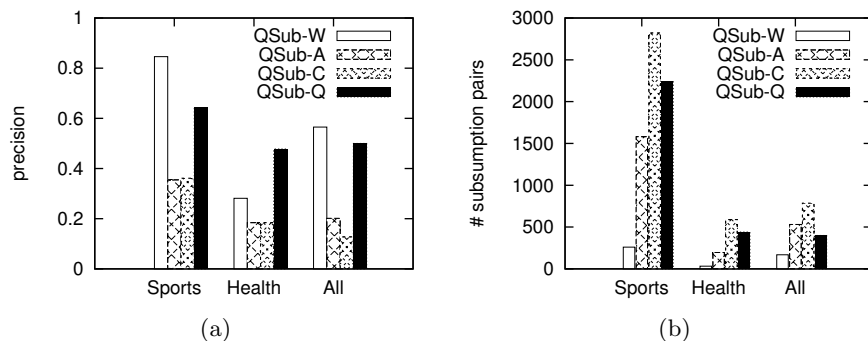 precision
1
0.8
0.6
0.4
0.2
0
QSub-W
QSub-A
QSub-C
QSub-Q
Sports Health All
(a)
# subsumption pairs
3000
2500
2000
1500
1000
500
0
QSub-W
QSub-A
QSub-C
QSub-Q
Sports Health All
(b)